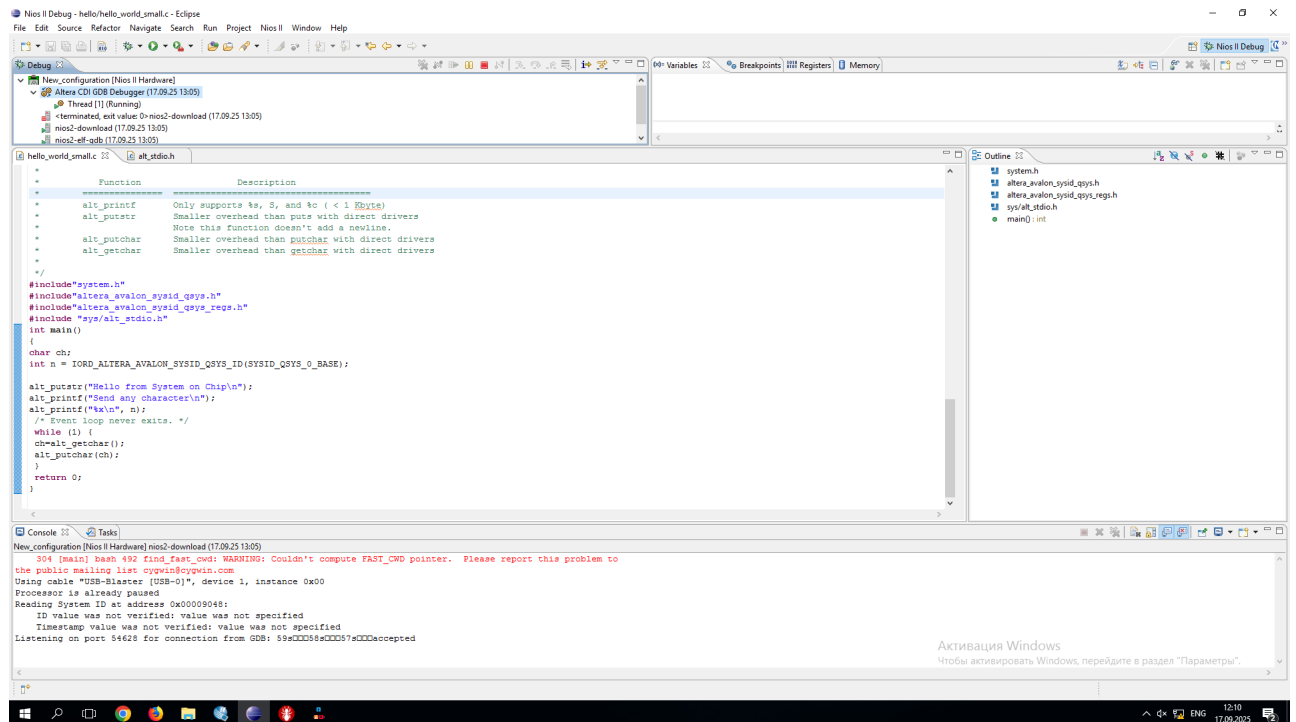 Nios II Debug - hello/hello_world_small.c - Eclipse
File Edit Source Refactor Navigate Search Run Project Nios II Window Help
Nios II Debug
Debug
New_configuration [Nios II Hardware]
Altera CDI GDB Debugger (17.09.25 13:05)
Thread [1] (Running)
<terminated, exit value: 0> nios2-download (17.09.25 13:05)
nios2-download (17.09.25 13:05)
nios2-elf-gdb (17.09.25 13:05)
Variables Breakpoints Registers Memory
hello_world_small.c alt_stdio.h
*
* Function Description
* =============== =====================================
* alt_printf Only supports %s, S, and %c ( < 1 Kbyte)
* alt_putstr Smaller overhead than puts with direct drivers
* Note this function doesn't add a newline.
* alt_putchar Smaller overhead than putchar with direct drivers
* alt_getchar Smaller overhead than getchar with direct drivers
*
*/
#include"system.h"
#include"altera_avalon_sysid_qsys.h"
#include"altera_avalon_sysid_qsys_regs.h"
#include "sys/alt_stdio.h"
int main()
{
char ch;
int n = IORD_ALTERA_AVALON_SYSID_QSYS_ID(SYSID_QSYS_0_BASE);
alt_putstr("Hello from System on Chip\n");
alt_printf("Send any character\n");
alt_printf("%x\n", n);
/* Event loop never exits. */
while (1) {
ch=alt_getchar();
alt_putchar(ch);
}
return 0;
}
Outline
system.h
altera_avalon_sysid_qsys.h
altera_avalon_sysid_qsys_regs.h
sys/alt_stdio.h
main() : int
Console Tasks
New_configuration [Nios II Hardware] nios2-download (17.09.25 13:05)
304 [main] bash 492 find_fast_cwd: WARNING: Couldn't compute FAST_CWD pointer. Please report this problem to
the public mailing list cygwin@cygwin.com
Using cable "USB-Blaster [USB-0]", device 1, instance 0x00
Processor is already paused
Reading System ID at address 0x00009048:
ID value was not verified: value was not specified
Timestamp value was not verified: value was not specified
Listening on port 54628 for connection from GDB: 59s□□□58s□□□57s□□□accepted
Активация Windows
Чтобы активировать Windows, перейдите в раздел "Параметры".
ENG
12:10
17.09.2025